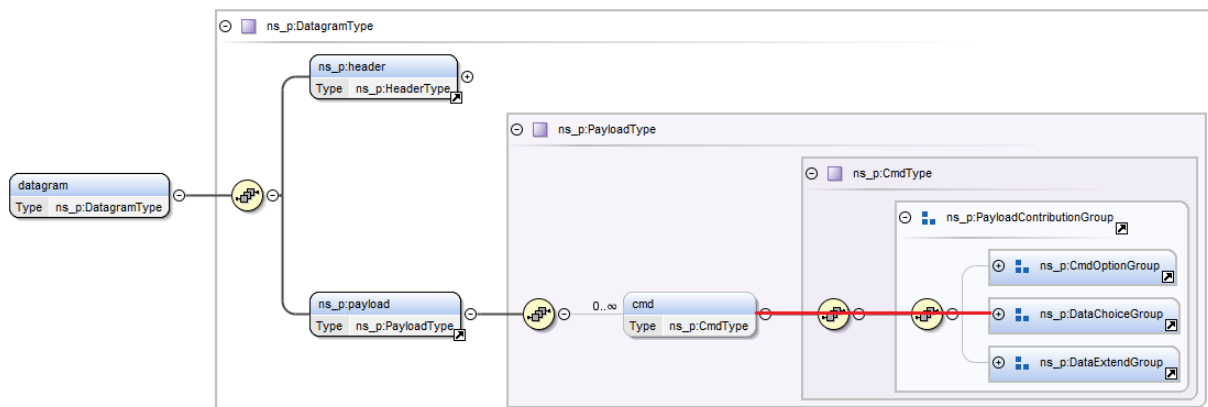 ns_p:DatagramType
ns_p:header
Type ns_p:HeaderType
ns_p:PayloadType
ns_p:CmdType
datagram
Type ns_p:DatagramType
ns_p:PayloadContributionGroup
ns_p:CmdOptionGroup
ns_p:payload
Type ns_p:PayloadType
0..∞
cmd
Type ns_p:CmdType
ns_p:DataChoiceGroup
ns_p:DataExtendGroup